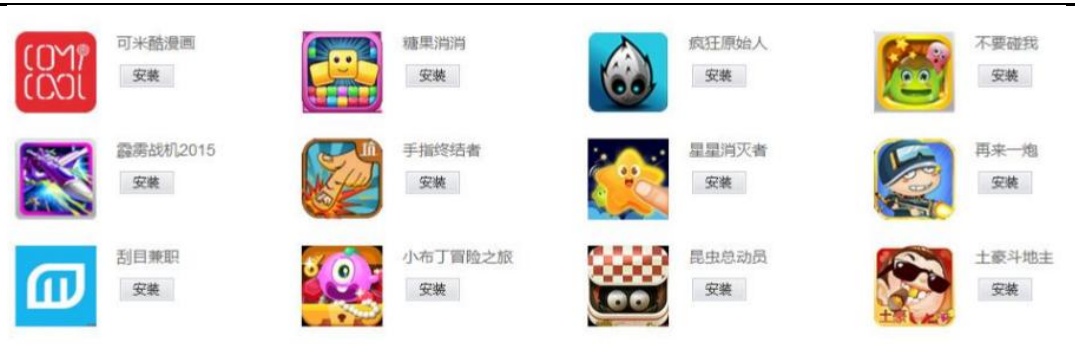 可米酷漫画 糖果消消 疯狂原始人 不要碰我
COMI COOL
安装 安装 安装 安装
霹雳战机2015 手指终结者 星星消灭者 再来一炮
安装 安装 安装 安装
刮目兼职 小布丁冒险之旅 昆虫总动员 土豪斗地主
安装 安装 安装 安装
土豪